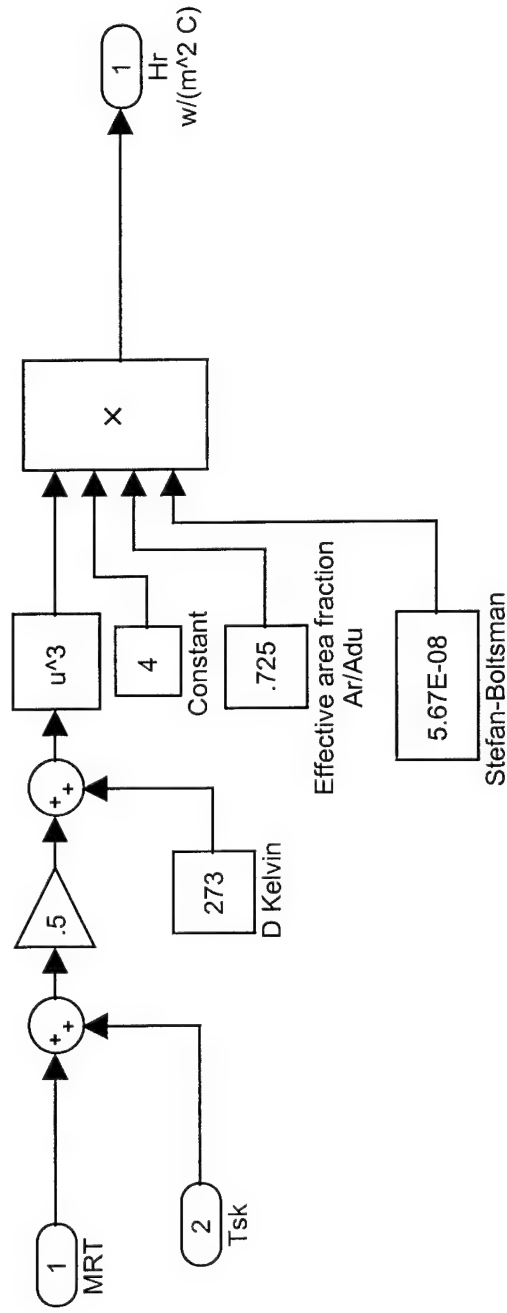 1
MRT
2
Tsk
+
+
.5
273
D Kelvin
+
+
u^3
4
Constant
.725
Effective area fraction
Ar/Adu
5.67E-08
Stefan-Boltsman
×
1
Hr
w/(m^2 C)